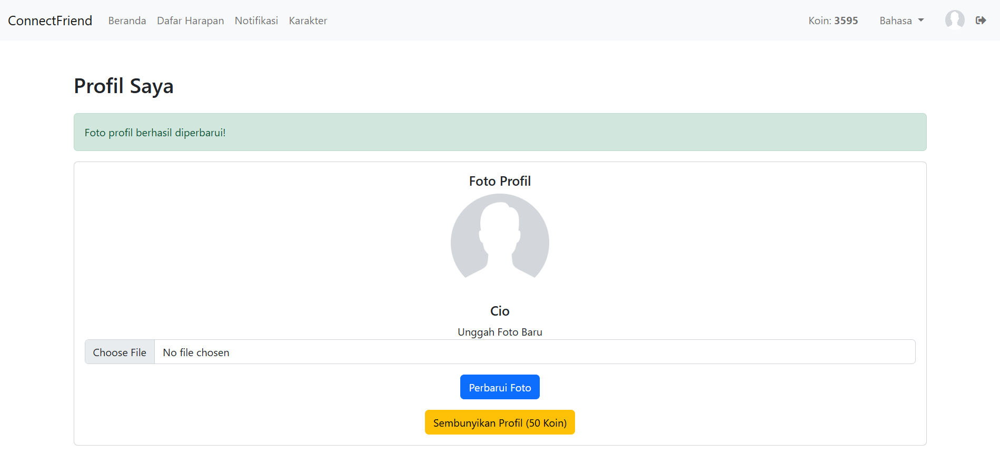 ConnectFriend Beranda Dafar Harapan Notifikasi Karakter Koin: 3595 Bahasa
Profil Saya
Foto profil berhasil diperbarui!
Foto Profil
Cio
Unggah Foto Baru
Choose File No file chosen
Perbarui Foto
Sembunyikan Profil (50 Koin)